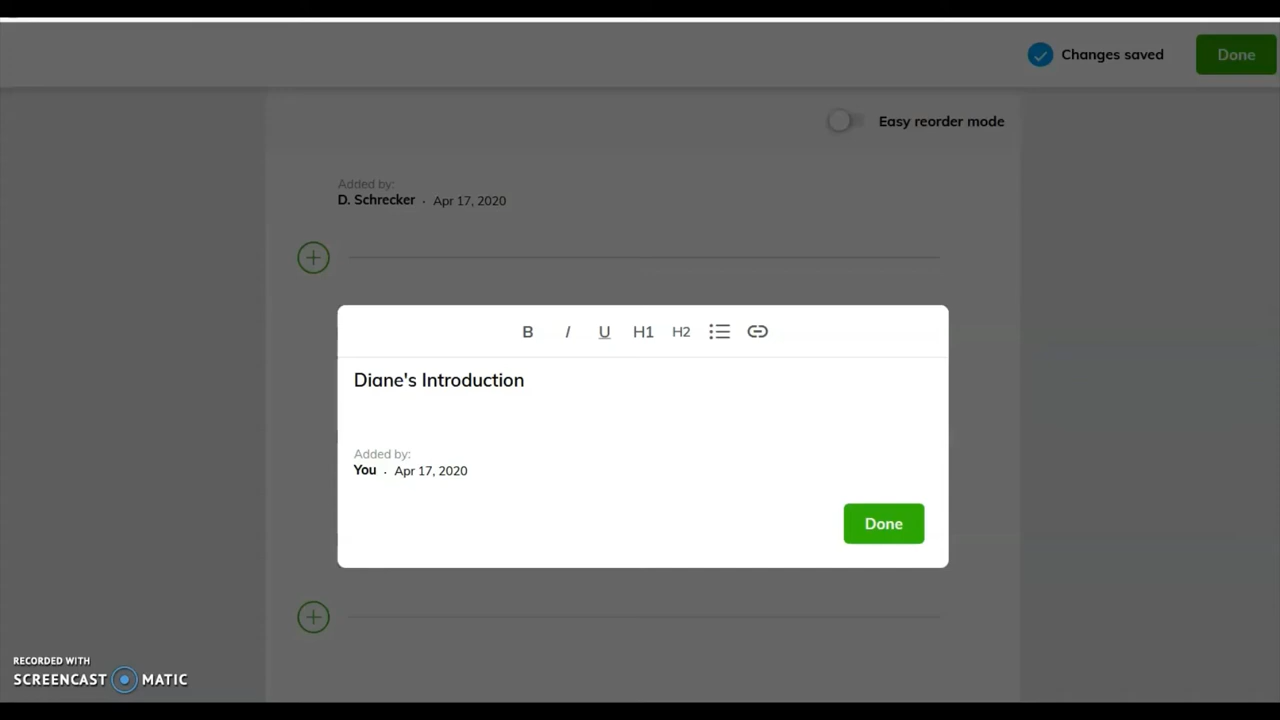 Changes saved
Done
Easy reorder mode
Added by:
D. Schrecker · Apr 17, 2020
B I U H1 H2
Diane's Introduction
Added by:
You · Apr 17, 2020
Done
RECORDED WITH
SCREENCAST MATIC